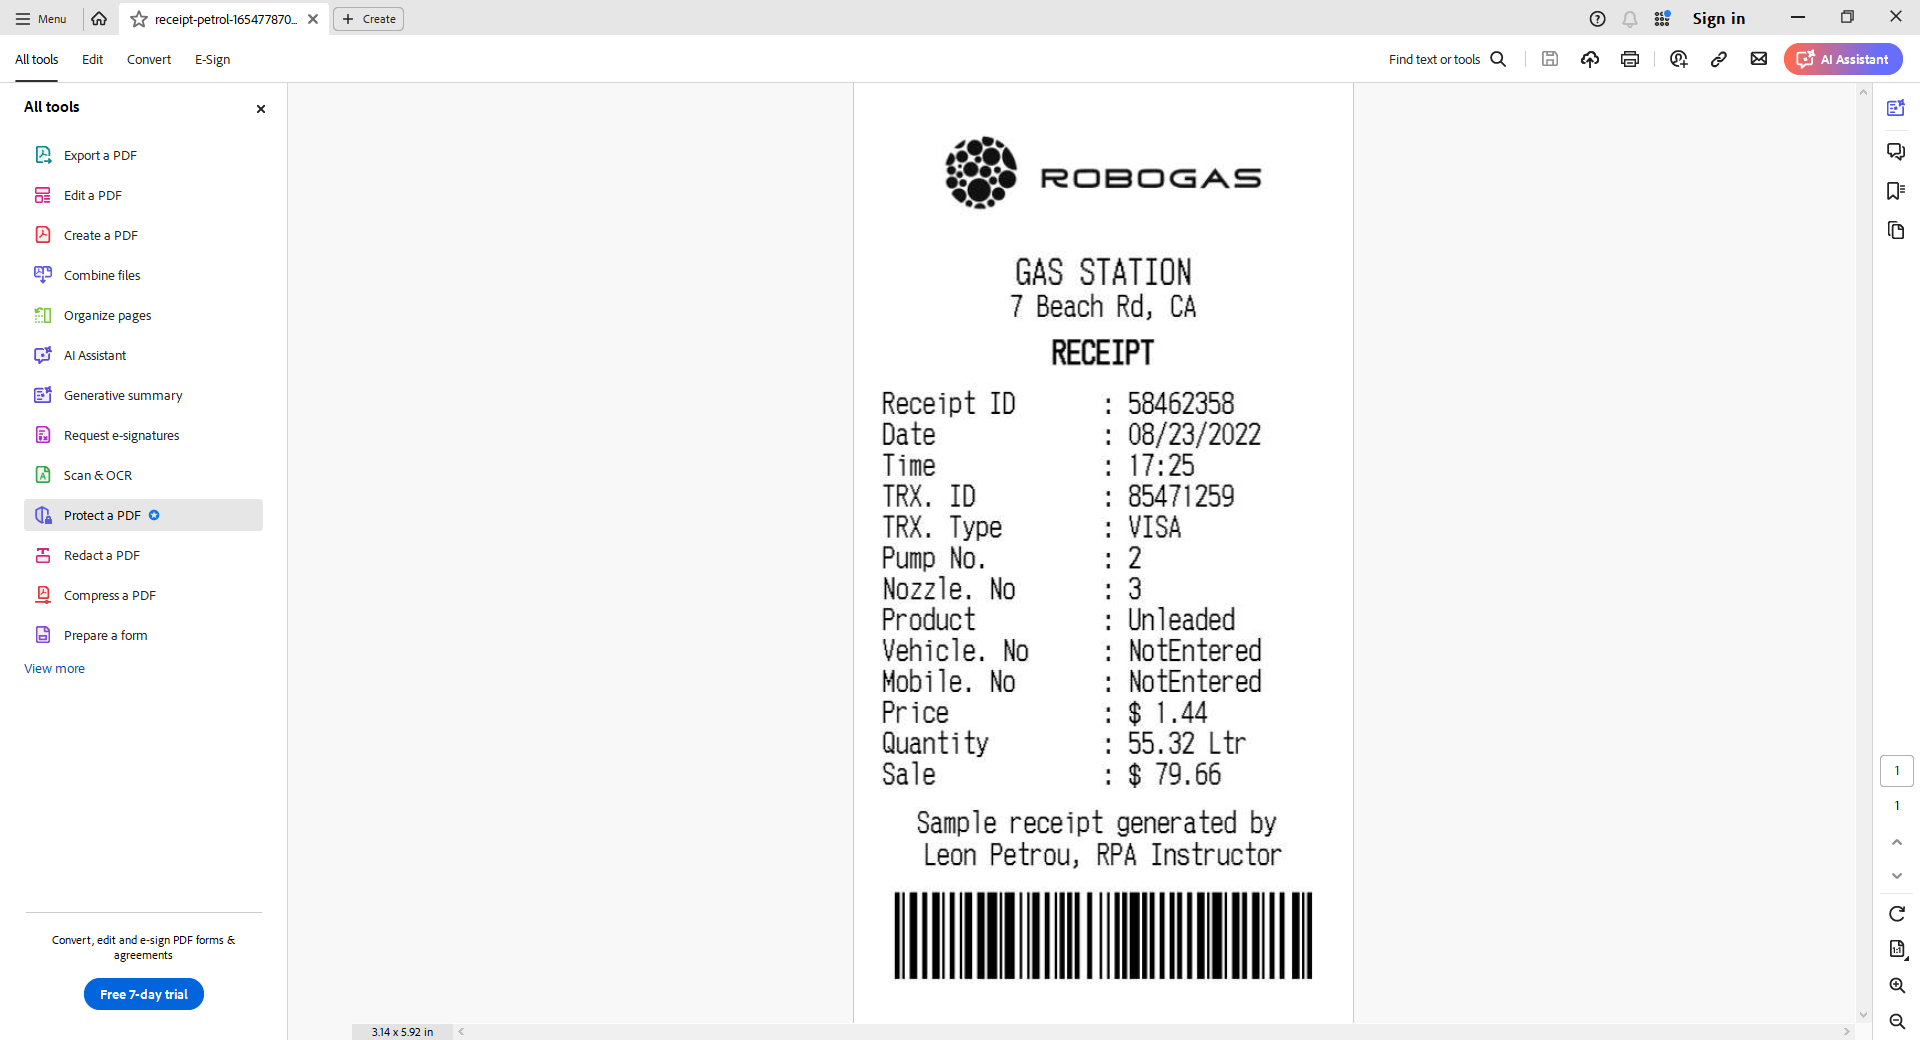 Menu
receipt-petrol-165477870...
Create
Sign in
All tools
Edit
Convert
E-Sign
Find text or tools
AI Assistant
All tools
Export a PDF
Edit a PDF
Create a PDF
Combine files
Organize pages
AI Assistant
Generative summary
Request e-signatures
Scan & OCR
Protect a PDF
Redact a PDF
Compress a PDF
Prepare a form
View more
Convert, edit and e-sign PDF forms &
agreements
Free 7-day trial
ROBOGAS
GAS STATION
7 Beach Rd, CA
RECEIPT
Receipt ID : 58462358
Date : 08/23/2022
Time : 17:25
TRX. ID : 85471259
TRX. Type : VISA
Pump No. : 2
Nozzle. No : 3
Product : Unleaded
Vehicle. No : NotEntered
Mobile. No : NotEntered
Price : $ 1.44
Quantity : 55.32 Ltr
Sale : $ 79.66
Sample receipt generated by
Leon Petrou, RPA Instructor
3.14 x 5.92 in
1
1